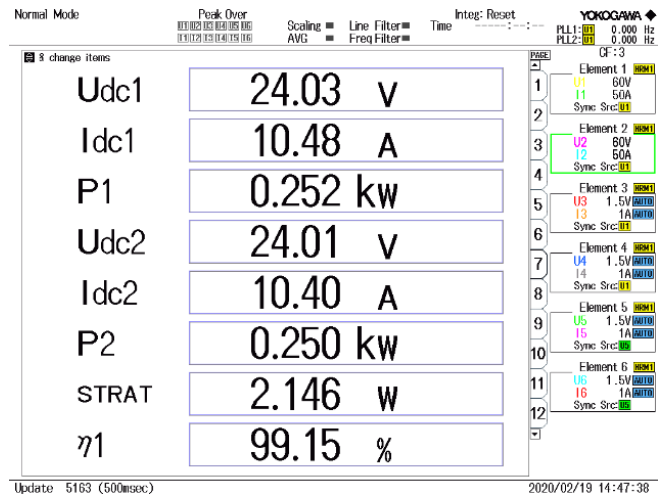 Normal Mode
Peak Over
U1 U2 U3 U4 U5 U6
I1 I2 I3 I4 I5 I6
Scaling
AVG
Line Filter
Freq Filter
Integ: Reset
Time -----:--:--
YOKOGAWA
PLL1: U1 0.000 Hz
PLL2: U1 0.000 Hz
8 change items
PAGE
CF:3
Udc1 24.03 V
Idc1 10.48 A
P1 0.252 kW
Udc2 24.01 V
Idc2 10.40 A
P2 0.250 kW
STRAT 2.146 W
η1 99.15 %
1
2
3
4
5
6
7
8
9
10
11
12
Element 1 HRM1
U1 60V
I1 50A
Sync Src: U1
Element 2 HRM1
U2 60V
I2 50A
Sync Src: U1
Element 3 HRM1
U3 1.5V AUTO
I3 1A AUTO
Sync Src: U1
Element 4 HRM1
U4 1.5V AUTO
I4 1A AUTO
Sync Src: U1
Element 5 HRM1
U5 1.5V AUTO
I5 1A AUTO
Sync Src: U5
Element 6 HRM1
U6 1.5V AUTO
I6 1A AUTO
Sync Src: U5
Update 5163 (500msec)
2020/02/19 14:47:38